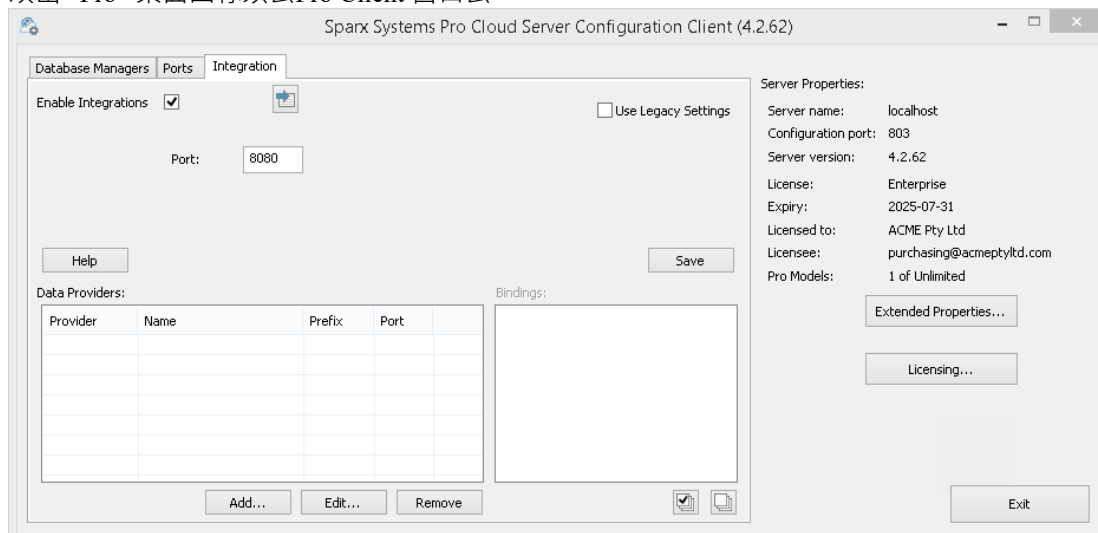 Sparx Systems Pro Cloud Server Configuration Client (4.2.62)
Database Managers Ports Integration
Enable Integrations
Use Legacy Settings
Port: 8080
Help
Save
Data Providers:
Bindings:
Provider Name Prefix Port
Add...
Edit...
Remove
Server Properties:
Server name: localhost
Configuration port: 803
Server version: 4.2.62
License: Enterprise
Expiry: 2025-07-31
Licensed to: ACME Pty Ltd
Licensee: purchasing@acmeptyltd.com
Pro Models: 1 of Unlimited
Extended Properties...
Licensing...
Exit